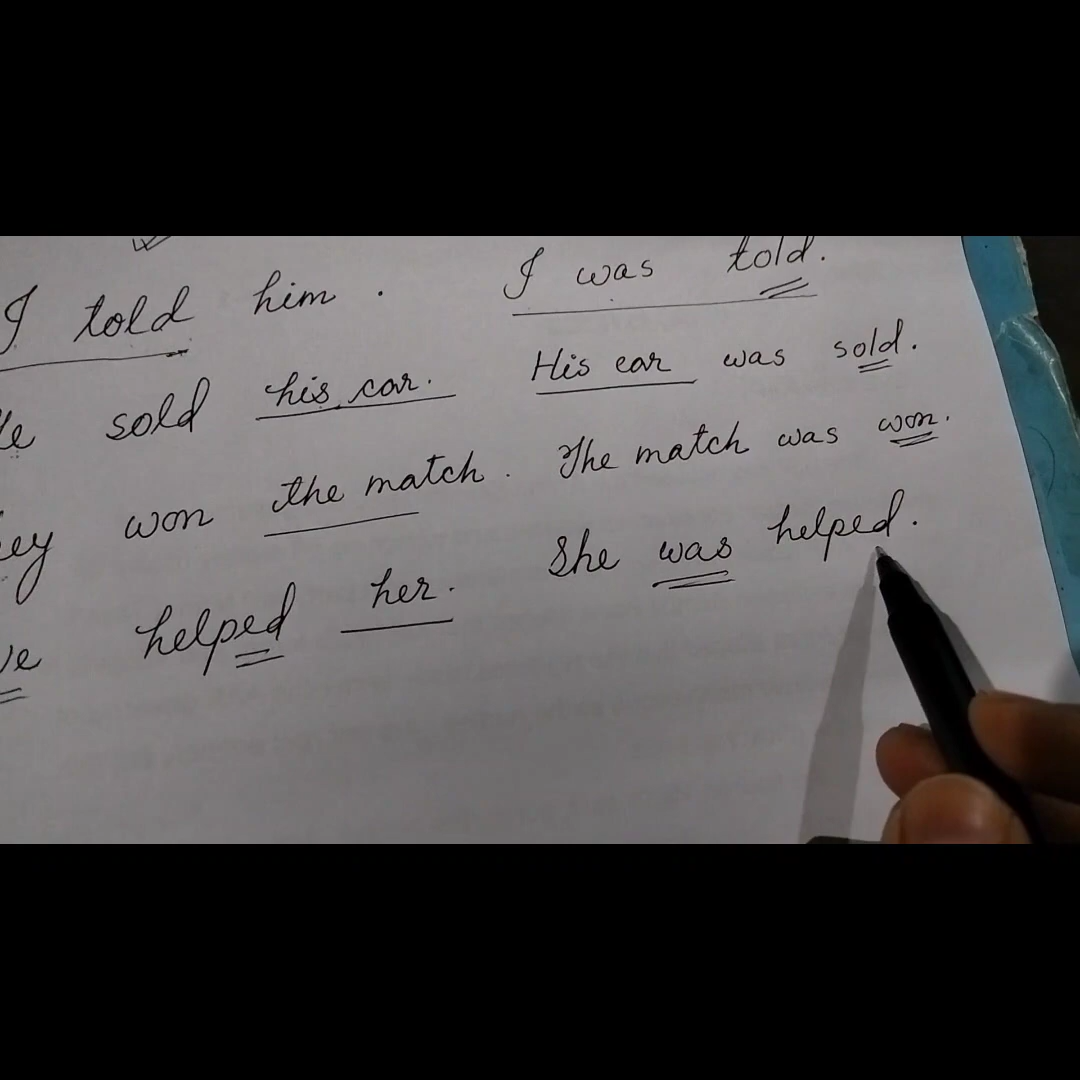 I told him. I was told.
sold his car. His car was sold.
won the match. The match was won.
helped her. She was helped.